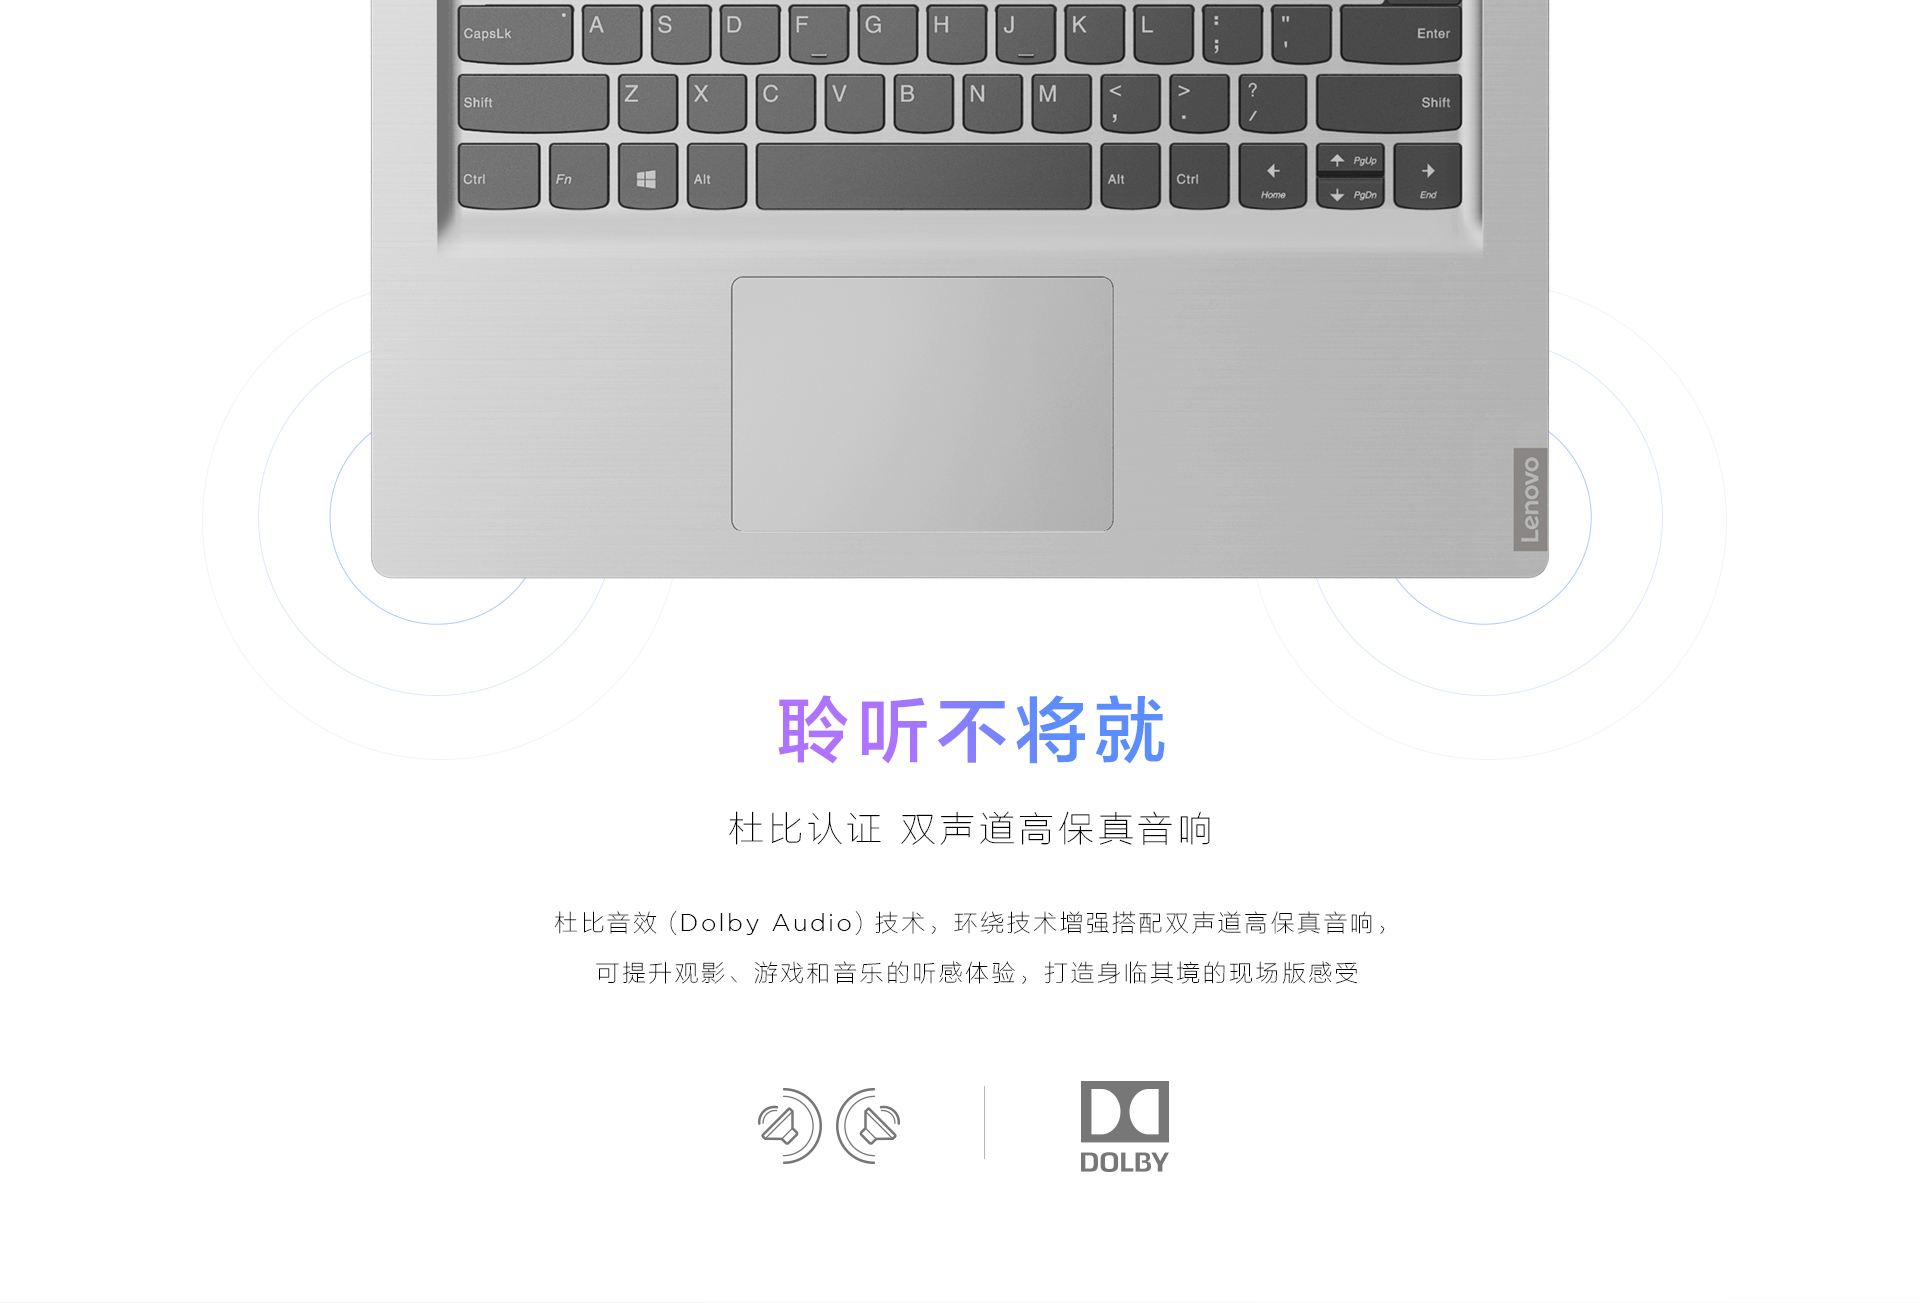 CapsLk A S D F G H J K L : ; " ' Enter
Shift Z X C V B N M < , > . ? / Shift
Ctrl Fn Alt Alt Ctrl Home PgUp PgDn End
Lenovo
聆听不将就
杜比认证 双声道高保真音响
杜比音效（Dolby Audio）技术，环绕技术增强搭配双声道高保真音响，
可提升观影、游戏和音乐的听感体验，打造身临其境的现场版感受
DOLBY